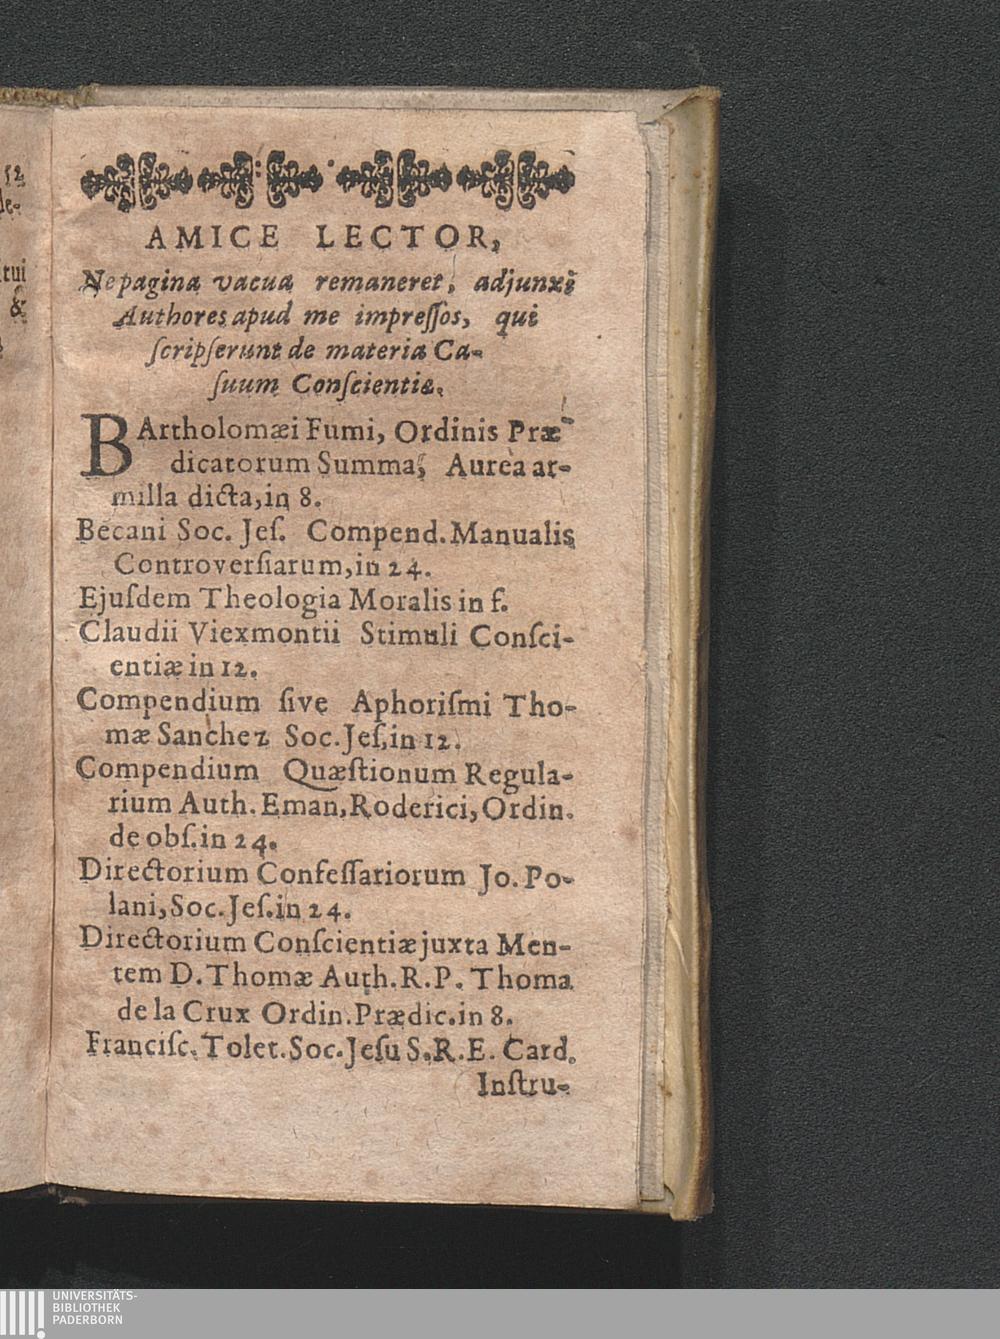 AMICE LECTOR,
Ne pagina vacua remaneret, adjunxi
Authores apud me impreſſos, qui
ſcripſerunt de materia Ca-
ſuum Conſcientiæ.
BArtholomæi Fumi, Ordinis Præ-
dicatorum Summa, Aurea ar-
milla dicta, in 8.
Becani Soc. Jeſ. Compend. Manualis
Controverſiarum, in 24.
Ejuſdem Theologia Moralis in f.
Claudii Viexmontii Stimuli Conſci-
entiæ in 12.
Compendium ſive Aphoriſmi Tho-
mæ Sanchez Soc. Jeſ, in 12.
Compendium Quæſtionum Regula-
rium Auth. Eman, Roderici, Ordin.
de obſ. in 24.
Directorium Confeſſariorum Jo. Po-
lani, Soc. Jeſ. in 24.
Directorium Conſcientiæ juxta Men-
tem D. Thomæ Auth. R. P. Thoma
de la Crux Ordin. Prædic. in 8.
Franciſc. Tolet. Soc. Jeſu S. R. E. Card.
Inſtru-
52
de-
trui
&
UNIVERSITÄTS-
BIBLIOTHEK
PADERBORN